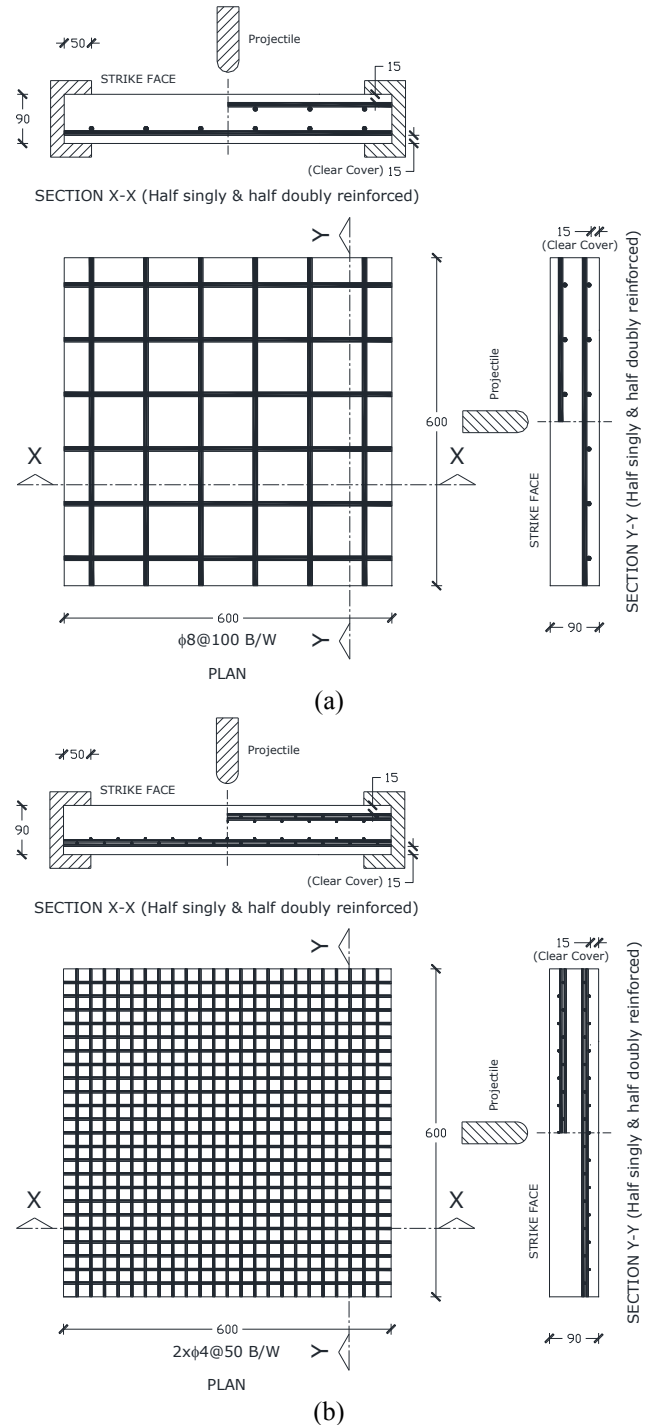 50
Projectile
STRIKE FACE
15
90
(Clear Cover) 15
SECTION X-X (Half singly & half doubly reinforced)
Y
15
(Clear Cover)
Projectile
600
X
X
STRIKE FACE
SECTION Y-Y (Half singly & half doubly reinforced)
600
Y
90
ϕ8@100 B/W
PLAN
(a)
50
Projectile
STRIKE FACE
15
90
(Clear Cover) 15
SECTION X-X (Half singly & half doubly reinforced)
Y
15
(Clear Cover)
Projectile
600
X
X
STRIKE FACE
SECTION Y-Y (Half singly & half doubly reinforced)
600
Y
90
2xϕ4@50 B/W
PLAN
(b)